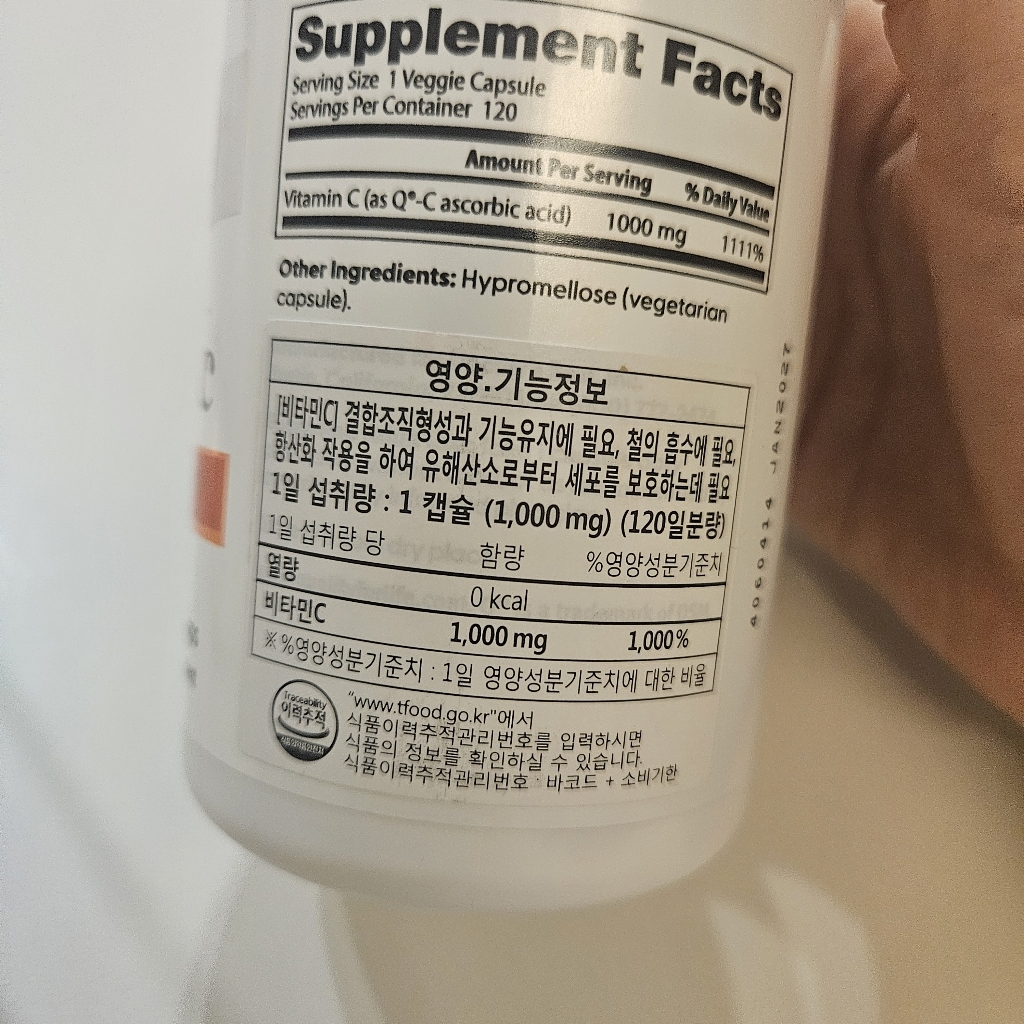 Supplement Facts
Serving Size 1 Veggie Capsule
Servings Per Container 120
Amount Per Serving % Daily Value
Vitamin C (as Q®-C ascorbic acid) 1000 mg 1111%
Other Ingredients: Hypromellose (vegetarian
capsule).
영양.기능정보
[비타민C] 결합조직형성과 기능유지에 필요, 철의 흡수에 필요,
항산화 작용을 하여 유해산소로부터 세포를 보호하는데 필요
1일 섭취량 : 1 캡슐 (1,000 mg) (120일분량)
1일 섭취량 당 함량 %영양성분기준치
열량 0 kcal
비타민C 1,000 mg 1,000%
※%영양성분기준치 : 1일 영양성분기준치에 대한 비율
Traceability
이력추적
"www.tfood.go.kr"에서
식품이력추적관리번호를 입력하시면
식품의 정보를 확인하실 수 있습니다.
식품이력추적관리번호 : 바코드 + 소비기한
4060414 JAN2027